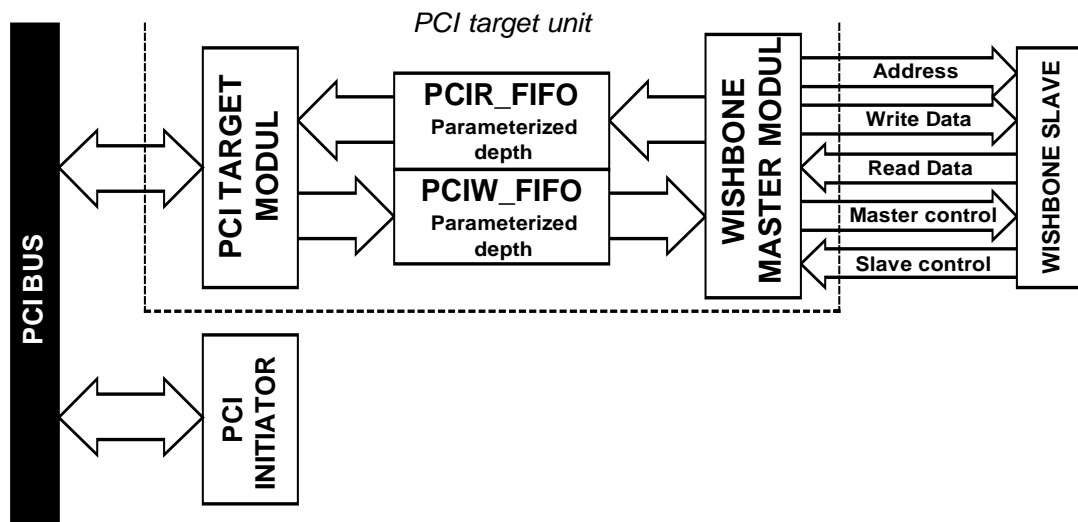 PCI target unit
PCI BUS
PCI TARGET
MODUL
PCIR_FIFO
Parameterized
depth
PCIW_FIFO
Parameterized
depth
WISHBONE
MASTER MODUL
Address
Write Data
Read Data
Master control
Slave control
WISHBONE SLAVE
PCI
INITIATOR